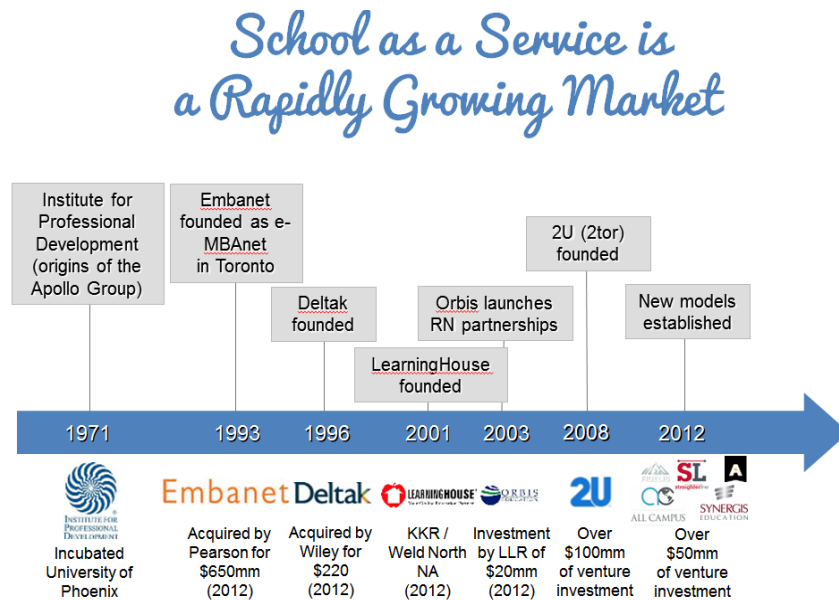 School as a Service is
a Rapidly Growing Market
Institute for
Professional
Development
(origins of the
Apollo Group)
Embanet
founded as e-
MBAnet
in Toronto
Deltak
founded
LearningHouse
founded
Orbis launches
RN partnerships
2U (2tor)
founded
New models
established
1971
1993
1996
2001
2003
2008
2012
INSTITUTE FOR
PROFESSIONAL
DEVELOPMENT
Embanet
Deltak
LEARNINGHOUSE
ORBIS
EDUCATION
2U
SL
A
ALL CAMPUS
SYNERGIS
EDUCATION
Incubated
University of
Phoenix
Acquired by
Pearson for
$650mm
(2012)
Acquired by
Wiley for
$220
(2012)
KKR /
Weld North
NA
(2012)
Investment
by LLR of
$20mm
(2012)
Over
$100mm
of venture
investment
Over
$50mm
of venture
investment